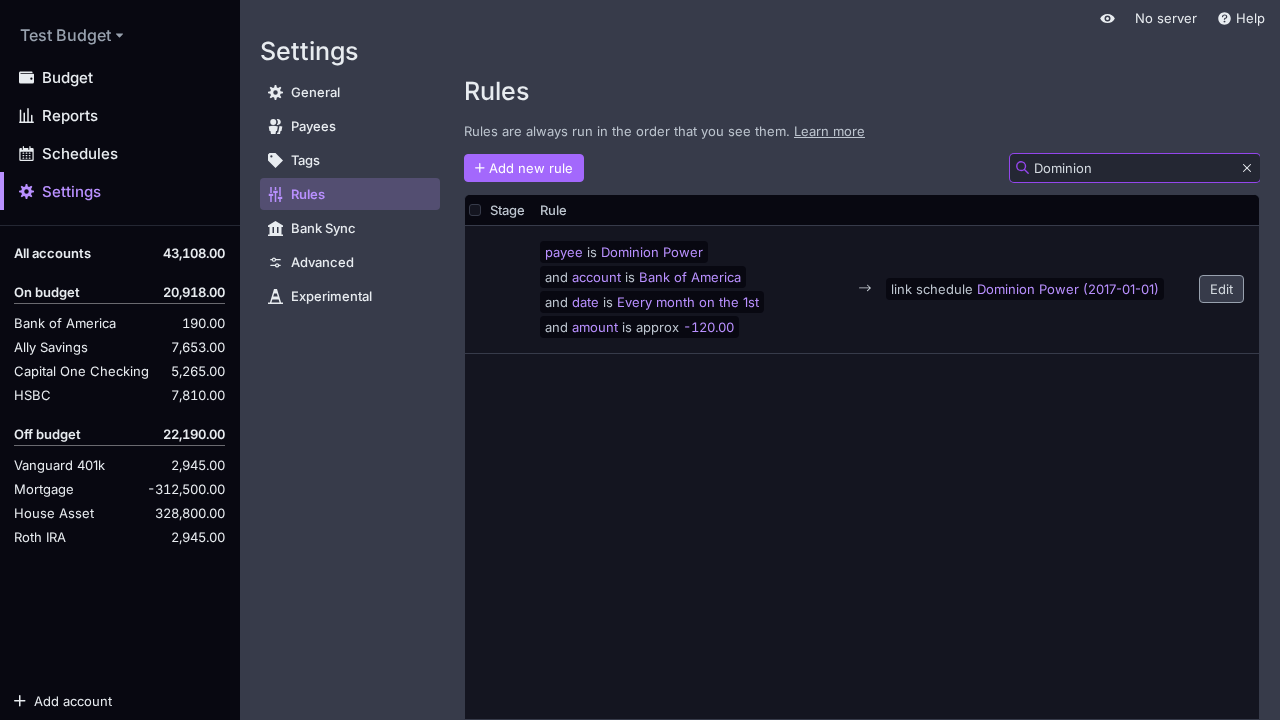 Test Budget
Budget
Reports
Schedules
Settings
All accounts 43,108.00
On budget 20,918.00
Bank of America 190.00
Ally Savings 7,653.00
Capital One Checking 5,265.00
HSBC 7,810.00
Off budget 22,190.00
Vanguard 401k 2,945.00
Mortgage -312,500.00
House Asset 328,800.00
Roth IRA 2,945.00
Add account
No server
Help
Settings
General
Payees
Tags
Rules
Bank Sync
Advanced
Experimental
Rules
Rules are always run in the order that you see them. Learn more
Add new rule
Dominion
Stage Rule
payee is Dominion Power
and account is Bank of America
and date is Every month on the 1st
and amount is approx -120.00
→ link schedule Dominion Power (2017-01-01)
Edit